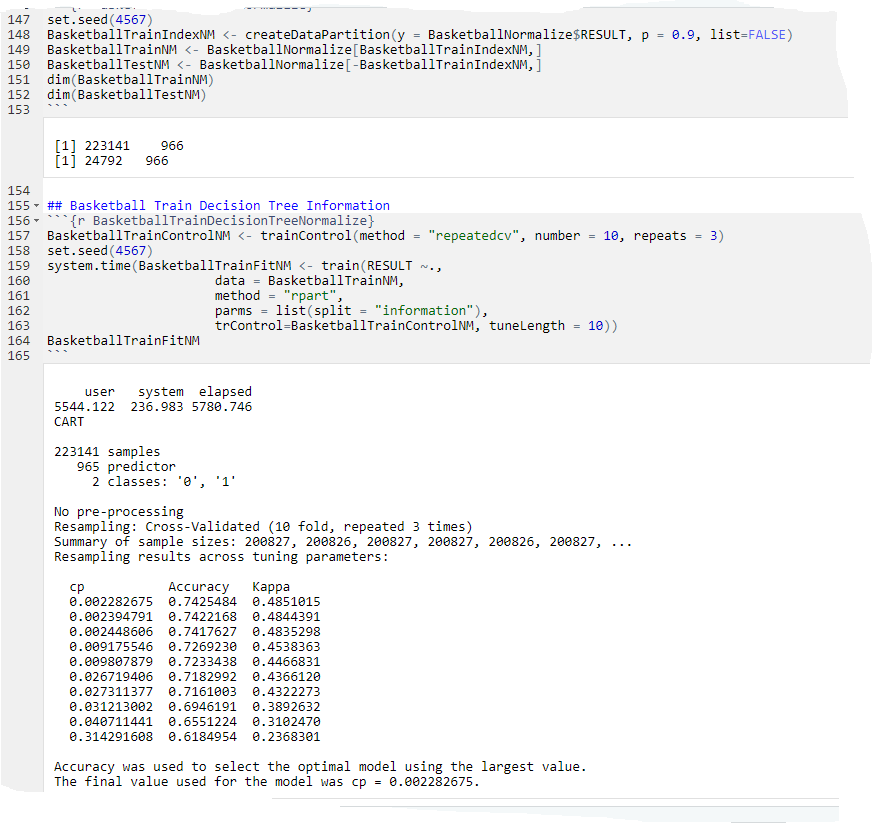 147 set.seed(4567)
148 BasketballTrainIndexNM <- createDataPartition(y = BasketballNormalize$RESULT, p = 0.9, list=FALSE)
149 BasketballTrainNM <- BasketballNormalize[BasketballTrainIndexNM,]
150 BasketballTestNM <- BasketballNormalize[-BasketballTrainIndexNM,]
151 dim(BasketballTrainNM)
152 dim(BasketballTestNM)
153 ```
[1] 223141    966
[1] 24792   966
154
155 ## Basketball Train Decision Tree Information
156 ```{r BasketballTrainDecisionTreeNormalize}
157 BasketballTrainControlNM <- trainControl(method = "repeatedcv", number = 10, repeats = 3)
158 set.seed(4567)
159 system.time(BasketballTrainFitNM <- train(RESULT ~.,
160                       data = BasketballTrainNM,
161                       method = "rpart",
162                       parms = list(split = "information"),
163                       trControl=BasketballTrainControlNM, tuneLength = 10))
164 BasketballTrainFitNM
165 ```
    user   system  elapsed
5544.122  236.983 5780.746
CART
223141 samples
   965 predictor
     2 classes: '0', '1'
No pre-processing
Resampling: Cross-Validated (10 fold, repeated 3 times)
Summary of sample sizes: 200827, 200826, 200827, 200827, 200826, 200827, ...
Resampling results across tuning parameters:
  cp           Accuracy   Kappa
  0.002282675  0.7425484  0.4851015
  0.002394791  0.7422168  0.4844391
  0.002448606  0.7417627  0.4835298
  0.009175546  0.7269230  0.4538363
  0.009807879  0.7233438  0.4466831
  0.026719406  0.7182992  0.4366120
  0.027311377  0.7161003  0.4322273
  0.031213002  0.6946191  0.3892632
  0.040711441  0.6551224  0.3102470
  0.314291608  0.6184954  0.2368301
Accuracy was used to select the optimal model using the largest value.
The final value used for the model was cp = 0.002282675.